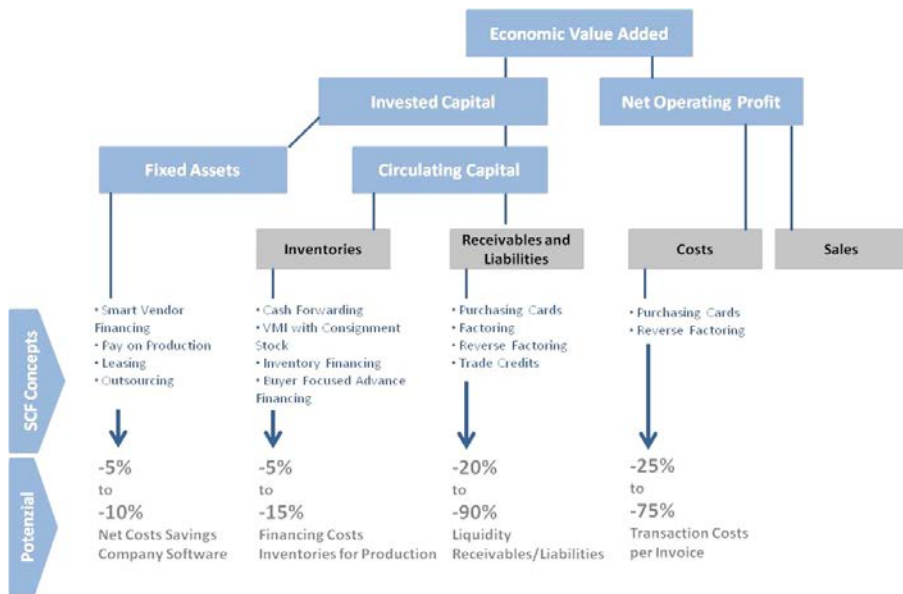 Economic Value Added
Invested Capital
Net Operating Profit
Fixed Assets
Circulating Capital
Inventories
Receivables and
Liabilities
Costs
Sales
SCF Concepts
• Smart Vendor
Financing
• Pay on Production
• Leasing
• Outsourcing
• Cash Forwarding
• VMI with Consignment
Stock
• Inventory Financing
• Buyer Focused Advance
Financing
• Purchasing Cards
• Factoring
• Reverse Factoring
• Trade Credits
• Purchasing Cards
• Reverse Factoring
Potenzial
-5%
to
-10%
Net Costs Savings
Company Software
-5%
to
-15%
Financing Costs
Inventories for Production
-20%
to
-90%
Liquidity
Receivables/Liabilities
-25%
to
-75%
Transaction Costs
per Invoice